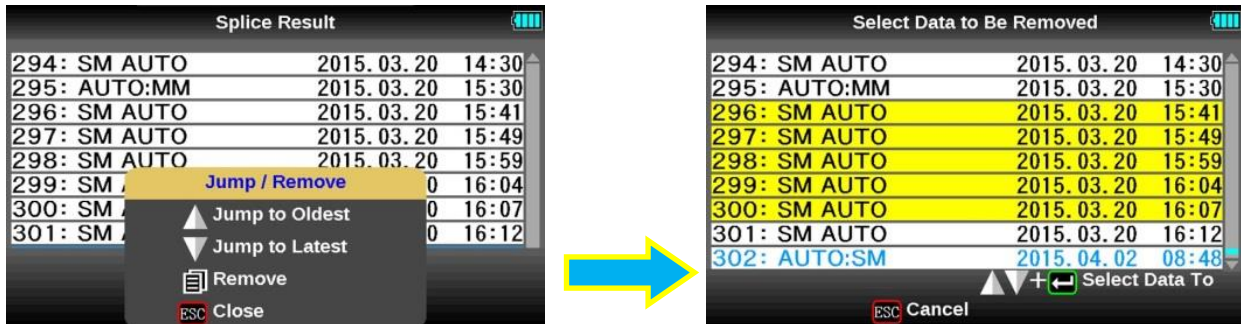 Splice Result
294: SM AUTO 2015.03.20 14:30
295: AUTO:MM 2015.03.20 15:30
296: SM AUTO 2015.03.20 15:41
297: SM AUTO 2015.03.20 15:49
298: SM AUTO 2015.03.20 15:59
299: SM 0 16:04
300: SM 0 16:07
301: SM 0 16:12
Jump / Remove
Jump to Oldest
Jump to Latest
Remove
ESC Close
Select Data to Be Removed
294: SM AUTO 2015.03.20 14:30
295: AUTO:MM 2015.03.20 15:30
296: SM AUTO 2015.03.20 15:41
297: SM AUTO 2015.03.20 15:49
298: SM AUTO 2015.03.20 15:59
299: SM AUTO 2015.03.20 16:04
300: SM AUTO 2015.03.20 16:07
301: SM AUTO 2015.03.20 16:12
302: AUTO:SM 2015.04.02 08:48
+ Select Data To
ESC Cancel